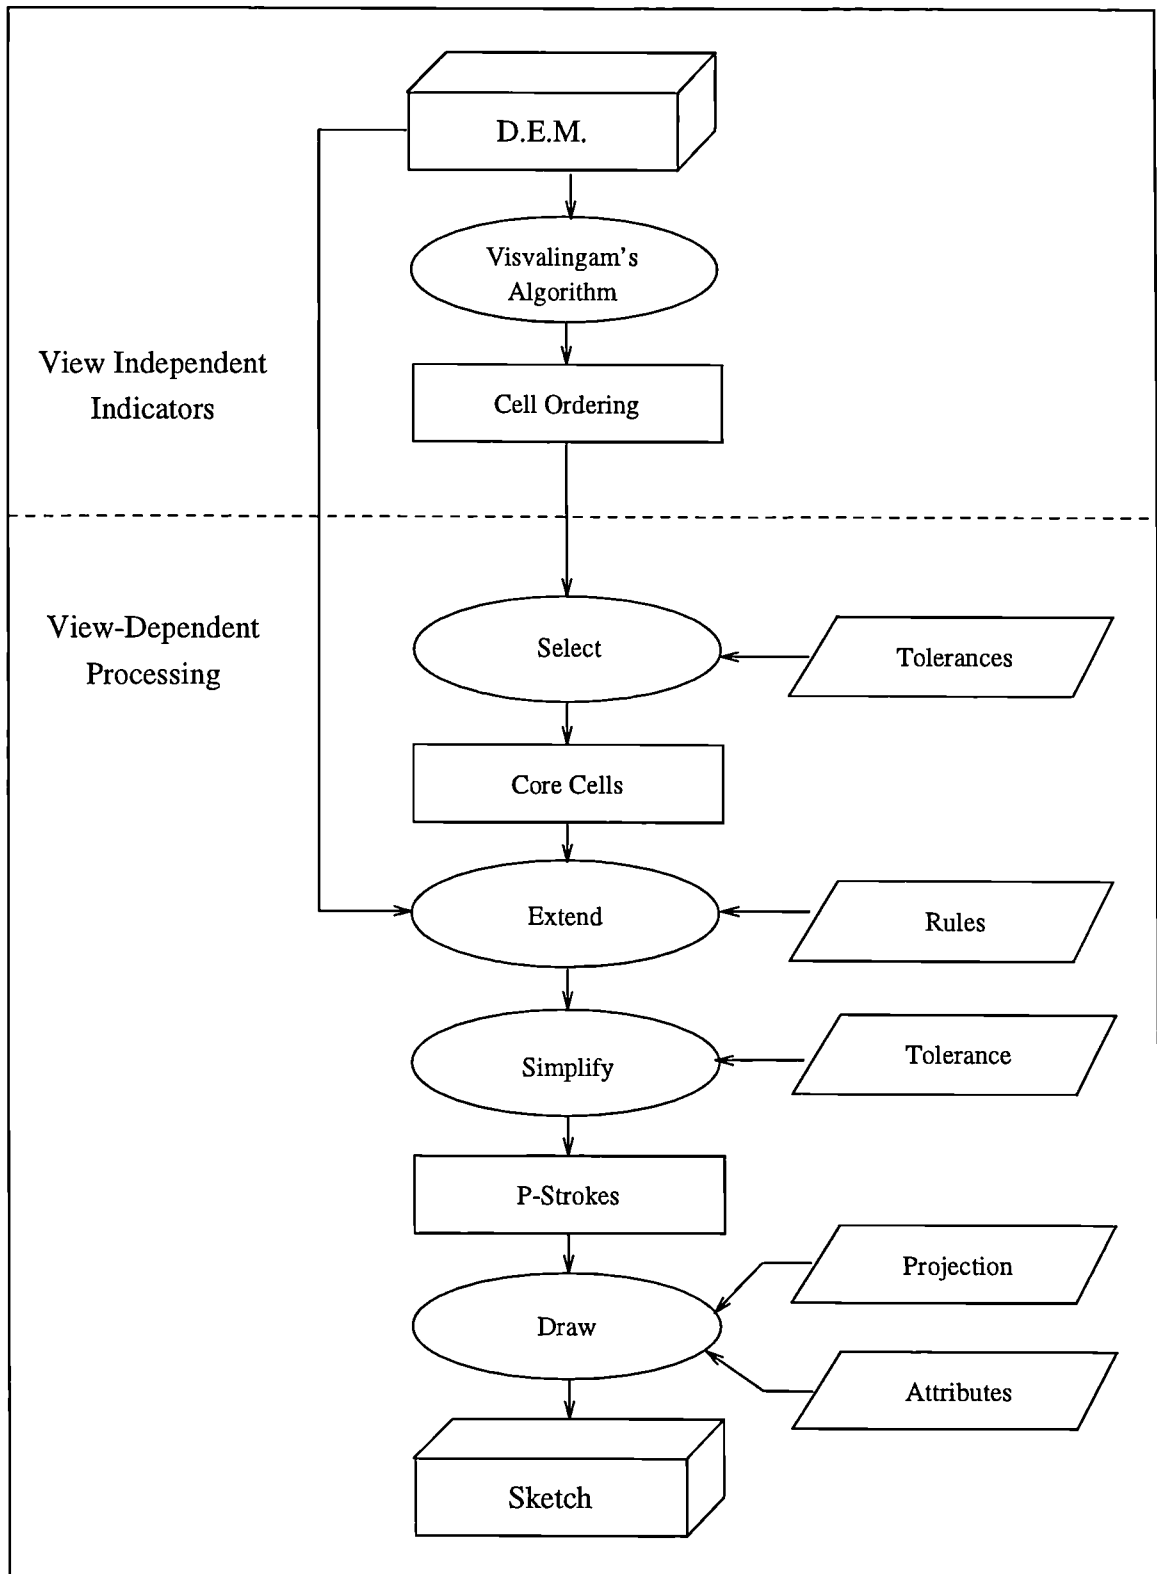 D.E.M.
Visvalingam's
Algorithm
View Independent
Indicators
Cell Ordering
View-Dependent
Processing
Select
Tolerances
Core Cells
Extend
Rules
Simplify
Tolerance
P-Strokes
Projection
Draw
Attributes
Sketch